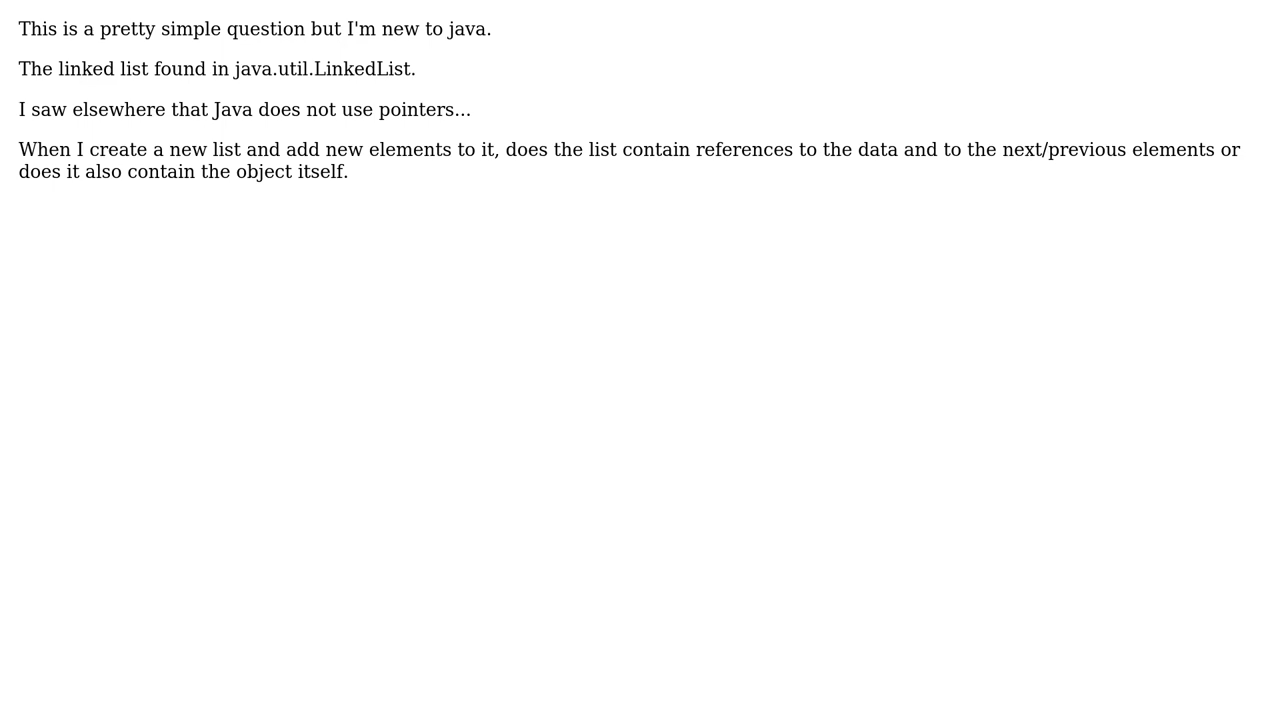 This is a pretty simple question but I'm new to java.
The linked list found in java.util.LinkedList.
I saw elsewhere that Java does not use pointers...
When I create a new list and add new elements to it, does the list contain references to the data and to the next/previous elements or
does it also contain the object itself.